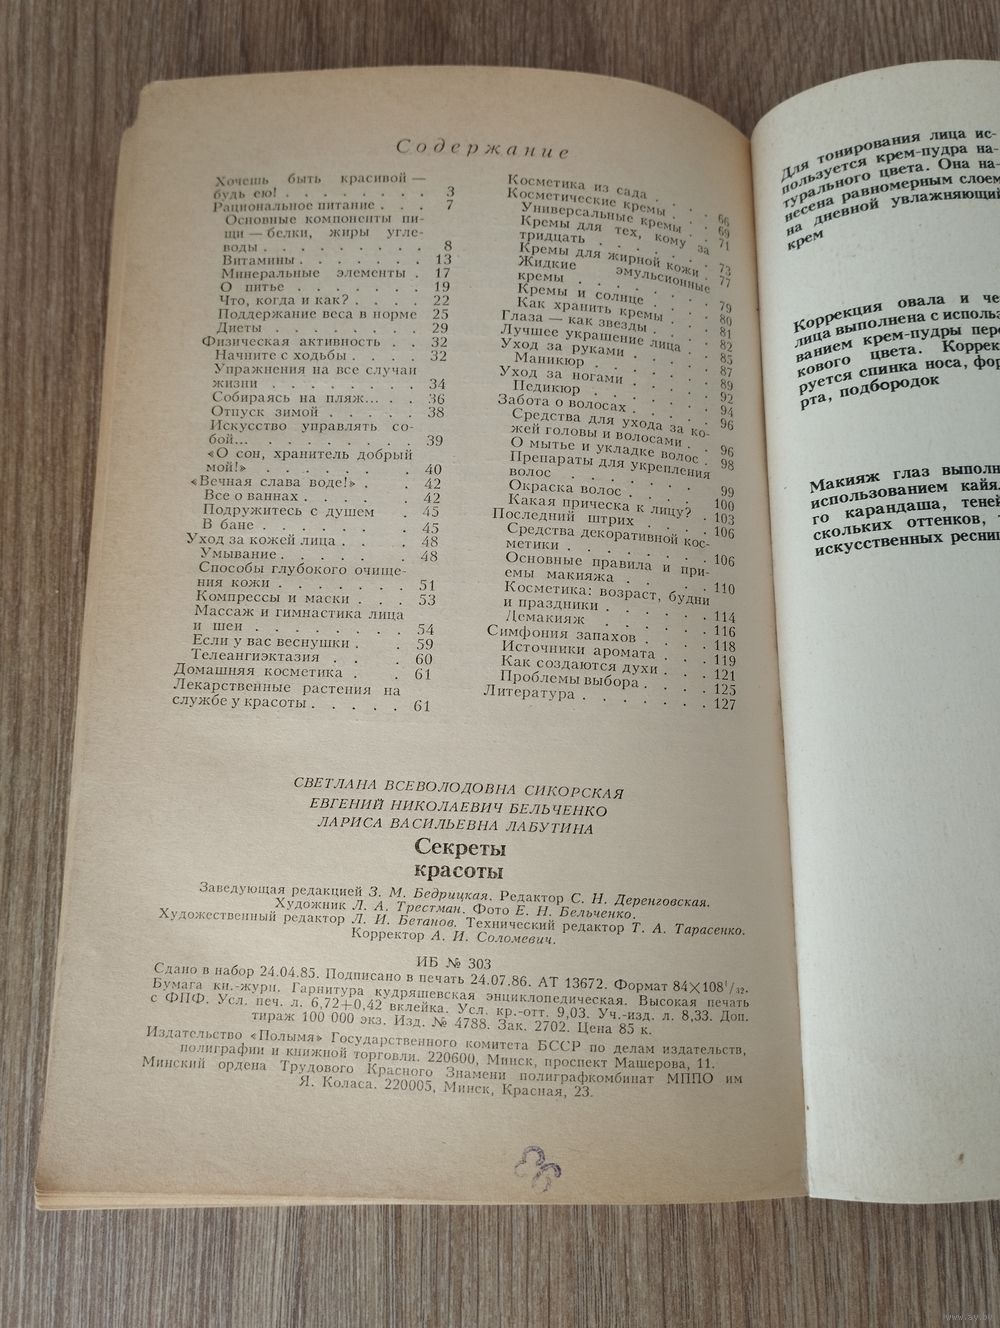 Содержание
Хочешь быть красивой —
будь ею! . . . . . . . . 3
Рациональное питание . . . 7
Основные компоненты пи-
щи — белки, жиры угле-
воды . . . . . . . . 8
Витамины . . . . . . . 13
Минеральные элементы . 17
О питье . . . . . . . 19
Что, когда и как? . . . . 22
Поддержание веса в норме 25
Диеты . . . . . . . . 29
Физическая активность . . 32
Начните с ходьбы . . . . 32
Упражнения на все случаи
жизни . . . . . . . . 34
Собираясь на пляж... . . 36
Отпуск зимой . . . . . 38
Искусство управлять со-
бой... . . . . . . . . 39
«О сон, хранитель добрый
мой!» . . . . . . . 40
«Вечная слава воде!» . . 42
Все о ваннах . . . . . 42
Подружитесь с душем . 45
В бане . . . . . . . 45
Уход за кожей лица . . . 48
Умывание . . . . . . 48
Способы глубокого очище-
ния кожи . . . . . . 51
Компрессы и маски . . . 53
Массаж и гимнастика лица
и шеи . . . . . . . . 54
Если у вас веснушки . . . 59
Телеангиэктазия . . . 60
Домашняя косметика . . 61
Лекарственные растения на
службе у красоты . . . . . 61
Косметика из сада . . . 66
Косметические кремы . . . 69
Универсальные кремы . . 71
Кремы для тех, кому за
тридцать . . . . . . . 73
Кремы для жирной кожи . 77
Жидкие эмульсионные
кремы . . . . . . . . 79
Кремы и солнце . . . . 80
Как хранить кремы . . . 81
Глаза — как звезды . . . . 82
Лучшее украшение лица . . 85
Уход за руками . . . . . 87
Маникюр . . . . . . . 89
Уход за ногами . . . . . 92
Педикюр . . . . . . . 94
Забота о волосах . . . . . 96
Средства для ухода за ко-
жей головы и волосами . . 96
О мытье и укладке волос . 98
Препараты для укрепления
волос . . . . . . . 99
Окраска волос . . . . . 100
Какая прическа к лицу? . 103
Последний штрих . . . . 106
Средства декоративной кос-
метики . . . . . . . 106
Основные правила и при-
емы макияжа . . . . . 110
Косметика: возраст, будни
и праздники . . . . . . 114
Демакияж . . . . . . 116
Симфония запахов . . . . 118
Источники аромата . . . 119
Как создаются духи . . . 121
Проблемы выбора . . . . 125
Литература . . . . . . . 127
СВЕТЛАНА ВСЕВОЛОДОВНА СИКОРСКАЯ
ЕВГЕНИЙ НИКОЛАЕВИЧ БЕЛЬЧЕНКО
ЛАРИСА ВАСИЛЬЕВНА ЛАБУТИНА
Секреты
красоты
Заведующая редакцией З. М. Бедрицкая. Редактор С. Н. Деренговская.
Художник Л. А. Трестман. Фото Е. Н. Бельченко.
Художественный редактор Л. И. Бетанов. Технический редактор Т. А. Тарасенко.
Корректор А. И. Соломевич.
ИБ № 303
Сдано в набор 24.04.85. Подписано в печать 24.07.86. АТ 13672. Формат 84×108¹/₃₂.
Бумага кн.-журн. Гарнитура кудряшевская энциклопедическая. Высокая печать
с ФПФ. Усл. печ. л. 6,72+0,42 вклейка. Усл. кр.-отт. 9,03. Уч.-изд. л. 8,33. Доп.
тираж 100 000 экз. Изд. № 4788. Зак. 2702. Цена 85 к.
Издательство «Полымя» Государственного комитета БССР по делам издательств,
полиграфии и книжной торговли. 220600, Минск, проспект Машерова, 11.
Минский ордена Трудового Красного Знамени полиграфкомбинат МППО им
Я. Коласа. 220005, Минск, Красная, 23.
Для тонирования лица ис-
пользуется крем-пудра на-
турального цвета. Она на-
несена равномерным слоем
на дневной увлажняющий
крем
Коррекция овала и че
лица выполнена с использ
ванием крем-пудры перс
кового цвета. Коррек
руется спинка носа, фор
рта, подбородок
Макияж глаз выполн
использованием кайял
го карандаша, теней
скольких оттенков,
искусственных ресниц
www.ay.by